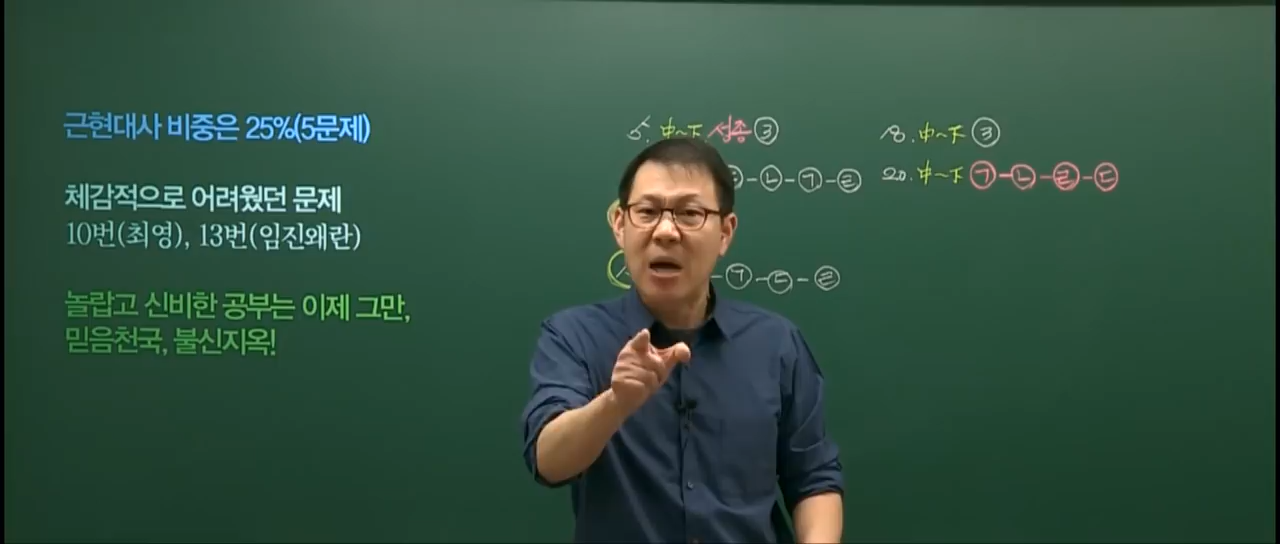 근현대사 비중은 25%(5문제)
체감적으로 어려웠던 문제
10번(최영), 13번(임진왜란)
놀랍고 신비한 공부는 이제 그만,
믿음천국, 불신지옥!
5. 中~下 성종 ③
-ㄴ-ㄱ-ㄹ
-ㄱ-ㄷ-ㄹ
18. 中~下 ③
20. 中~下 ㄱ-ㄴ-ㄹ-ㄷ